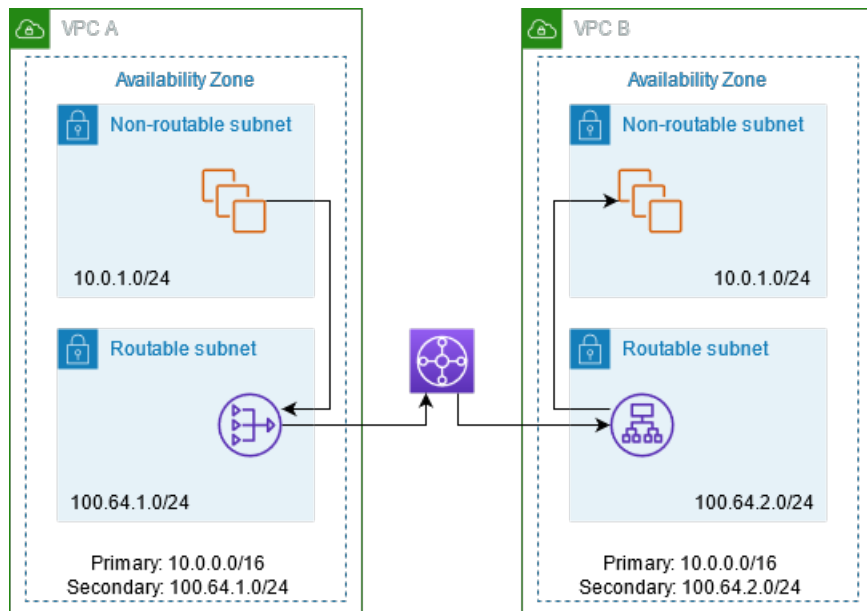 VPC A
Availability Zone
Non-routable subnet
10.0.1.0/24
Routable subnet
100.64.1.0/24
Primary: 10.0.0.0/16
Secondary: 100.64.1.0/24
VPC B
Availability Zone
Non-routable subnet
10.0.1.0/24
Routable subnet
100.64.2.0/24
Primary: 10.0.0.0/16
Secondary: 100.64.2.0/24